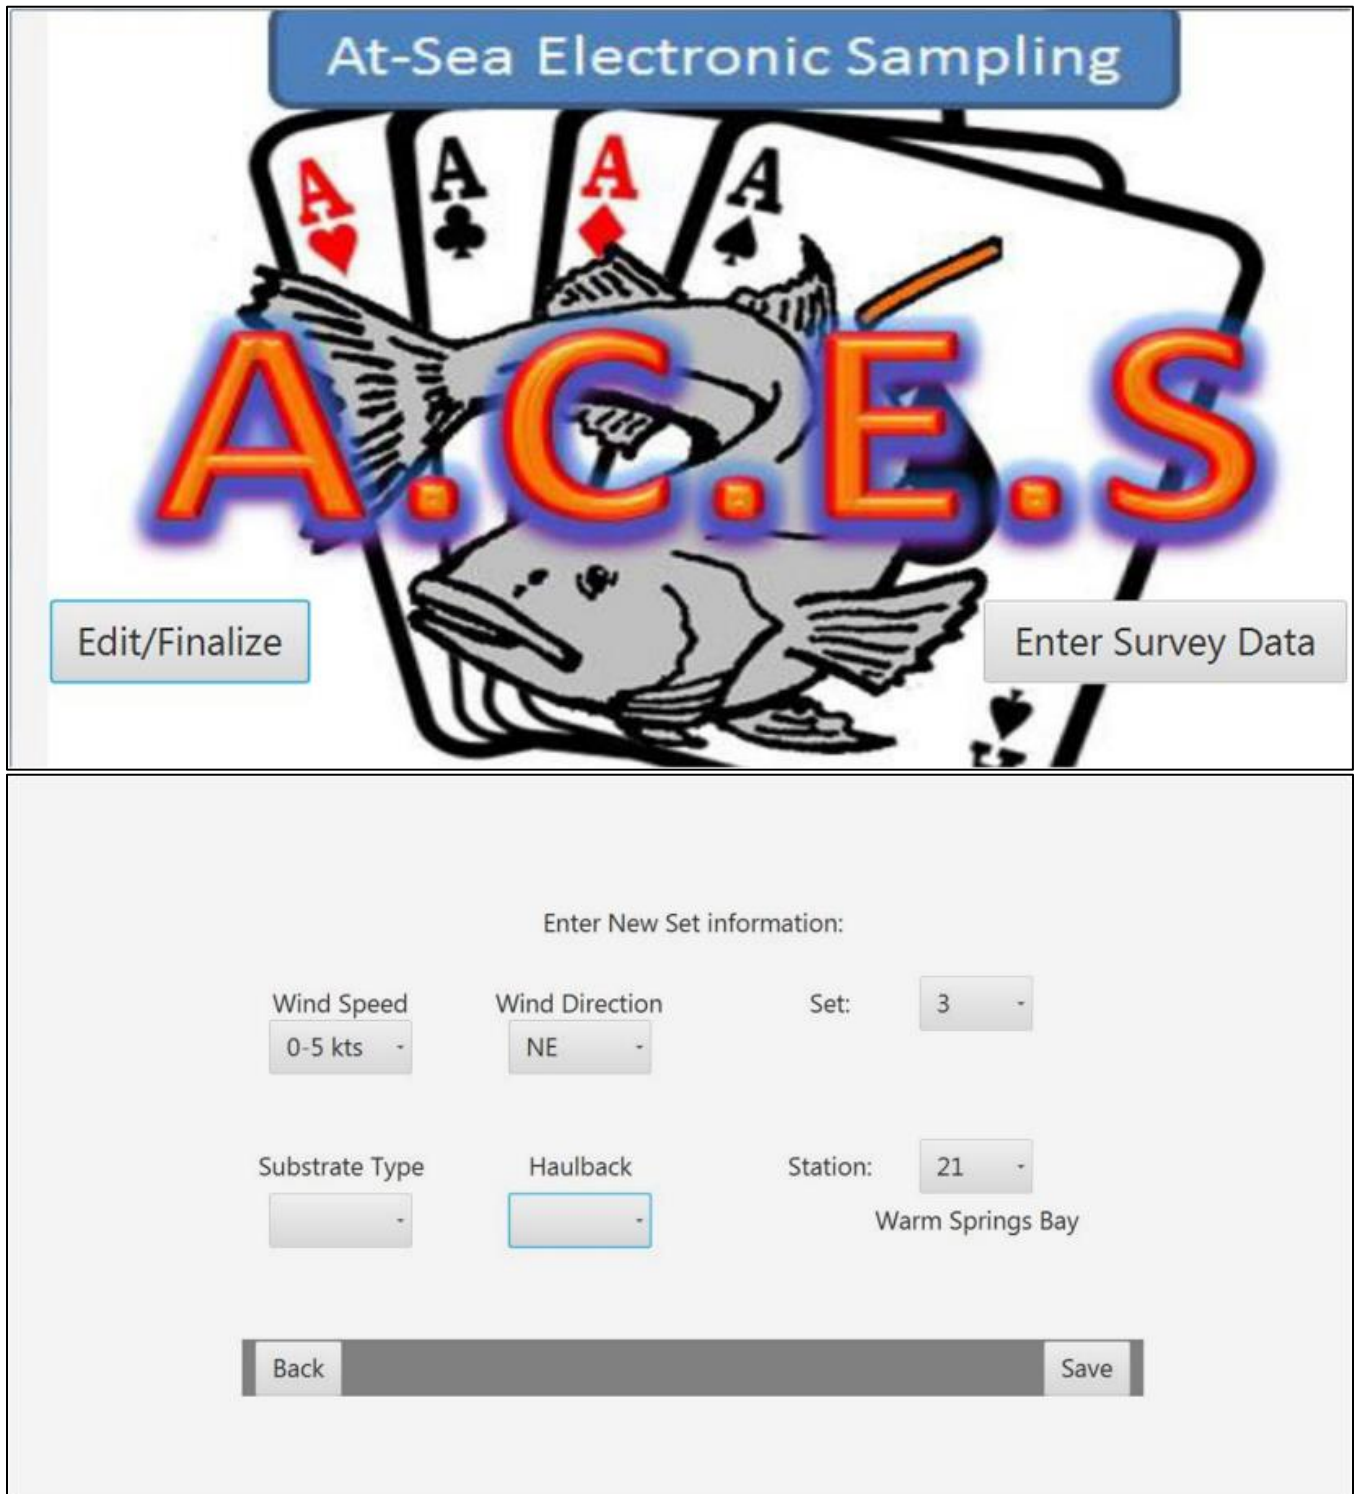 At-Sea Electronic Sampling
A A A A
A.C.E.S
Edit/Finalize
Enter Survey Data
Enter New Set information:
Wind Speed Wind Direction Set: 3
0-5 kts NE
Substrate Type Haulback Station: 21
Warm Springs Bay
Back Save